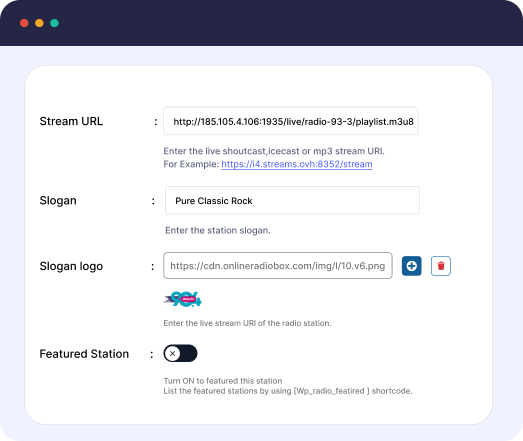 Stream URL : http://185.105.4.106:1935/live/radio-93-3/playlist.m3u8
Enter the live shoutcast,icecast or mp3 stream URI.
For Example: https://i4.streams.ovh:8352/stream
Slogan : Pure Classic Rock
Enter the station slogan.
Slogan logo : https://cdn.onlineradiobox.com/img/l/10.v6.png
904
Enter the live stream URI of the radio station.
Featured Station :
Turn ON to featured this station
List the featured stations by using [Wp_radio_featired ] shortcode.